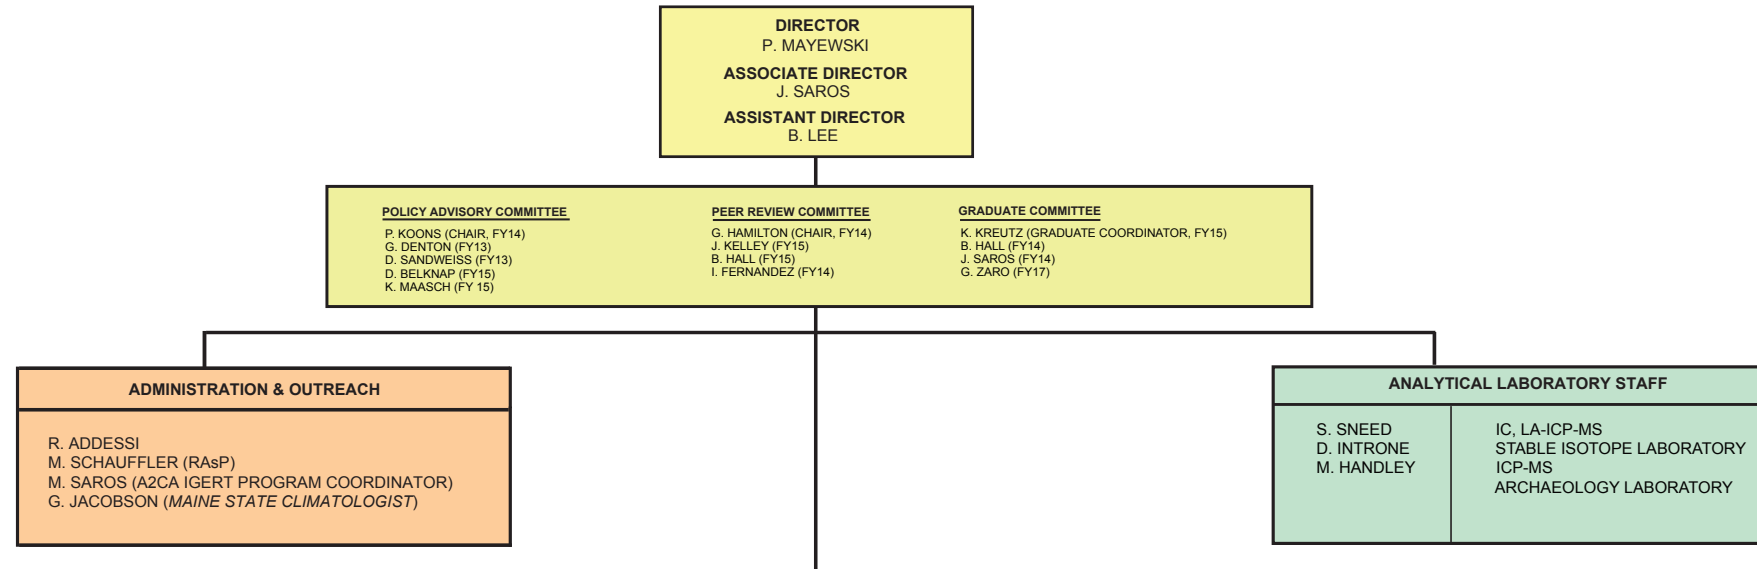 DIRECTOR
P. MAYEWSKI
ASSOCIATE DIRECTOR
J. SAROS
ASSISTANT DIRECTOR
B. LEE
POLICY ADVISORY COMMITTEE
P. KOONS (CHAIR, FY14)
G. DENTON (FY13)
D. SANDWEISS (FY13)
D. BELKNAP (FY15)
K. MAASCH (FY 15)
PEER REVIEW COMMITTEE
G. HAMILTON (CHAIR, FY14)
J. KELLEY (FY15)
B. HALL (FY15)
I. FERNANDEZ (FY14)
GRADUATE COMMITTEE
K. KREUTZ (GRADUATE COORDINATOR, FY15)
B. HALL (FY14)
J. SAROS (FY14)
G. ZARO (FY17)
ADMINISTRATION & OUTREACH
R. ADDESSI
M. SCHAUFFLER (RAsP)
M. SAROS (A2CA IGERT PROGRAM COORDINATOR)
G. JACOBSON (MAINE STATE CLIMATOLOGIST)
ANALYTICAL LABORATORY STAFF
S. SNEED
D. INTRONE
M. HANDLEY
IC, LA-ICP-MS
STABLE ISOTOPE LABORATORY
ICP-MS
ARCHAEOLOGY LABORATORY